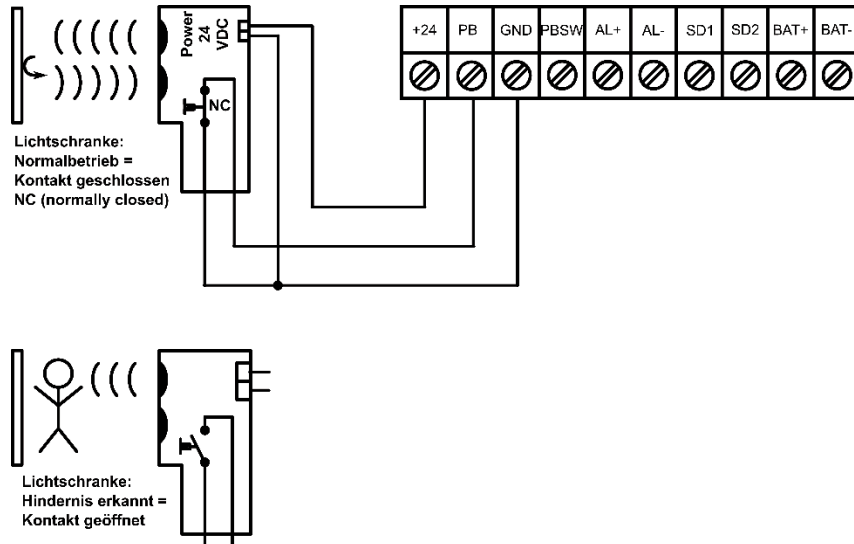 Power
24
VDC
NC
Lichtschranke:
Normalbetrieb =
Kontakt geschlossen
NC (normally closed)
+24 PB GND PBSW AL+ AL- SD1 SD2 BAT+ BAT-
Lichtschranke:
Hindernis erkannt =
Kontakt geöffnet